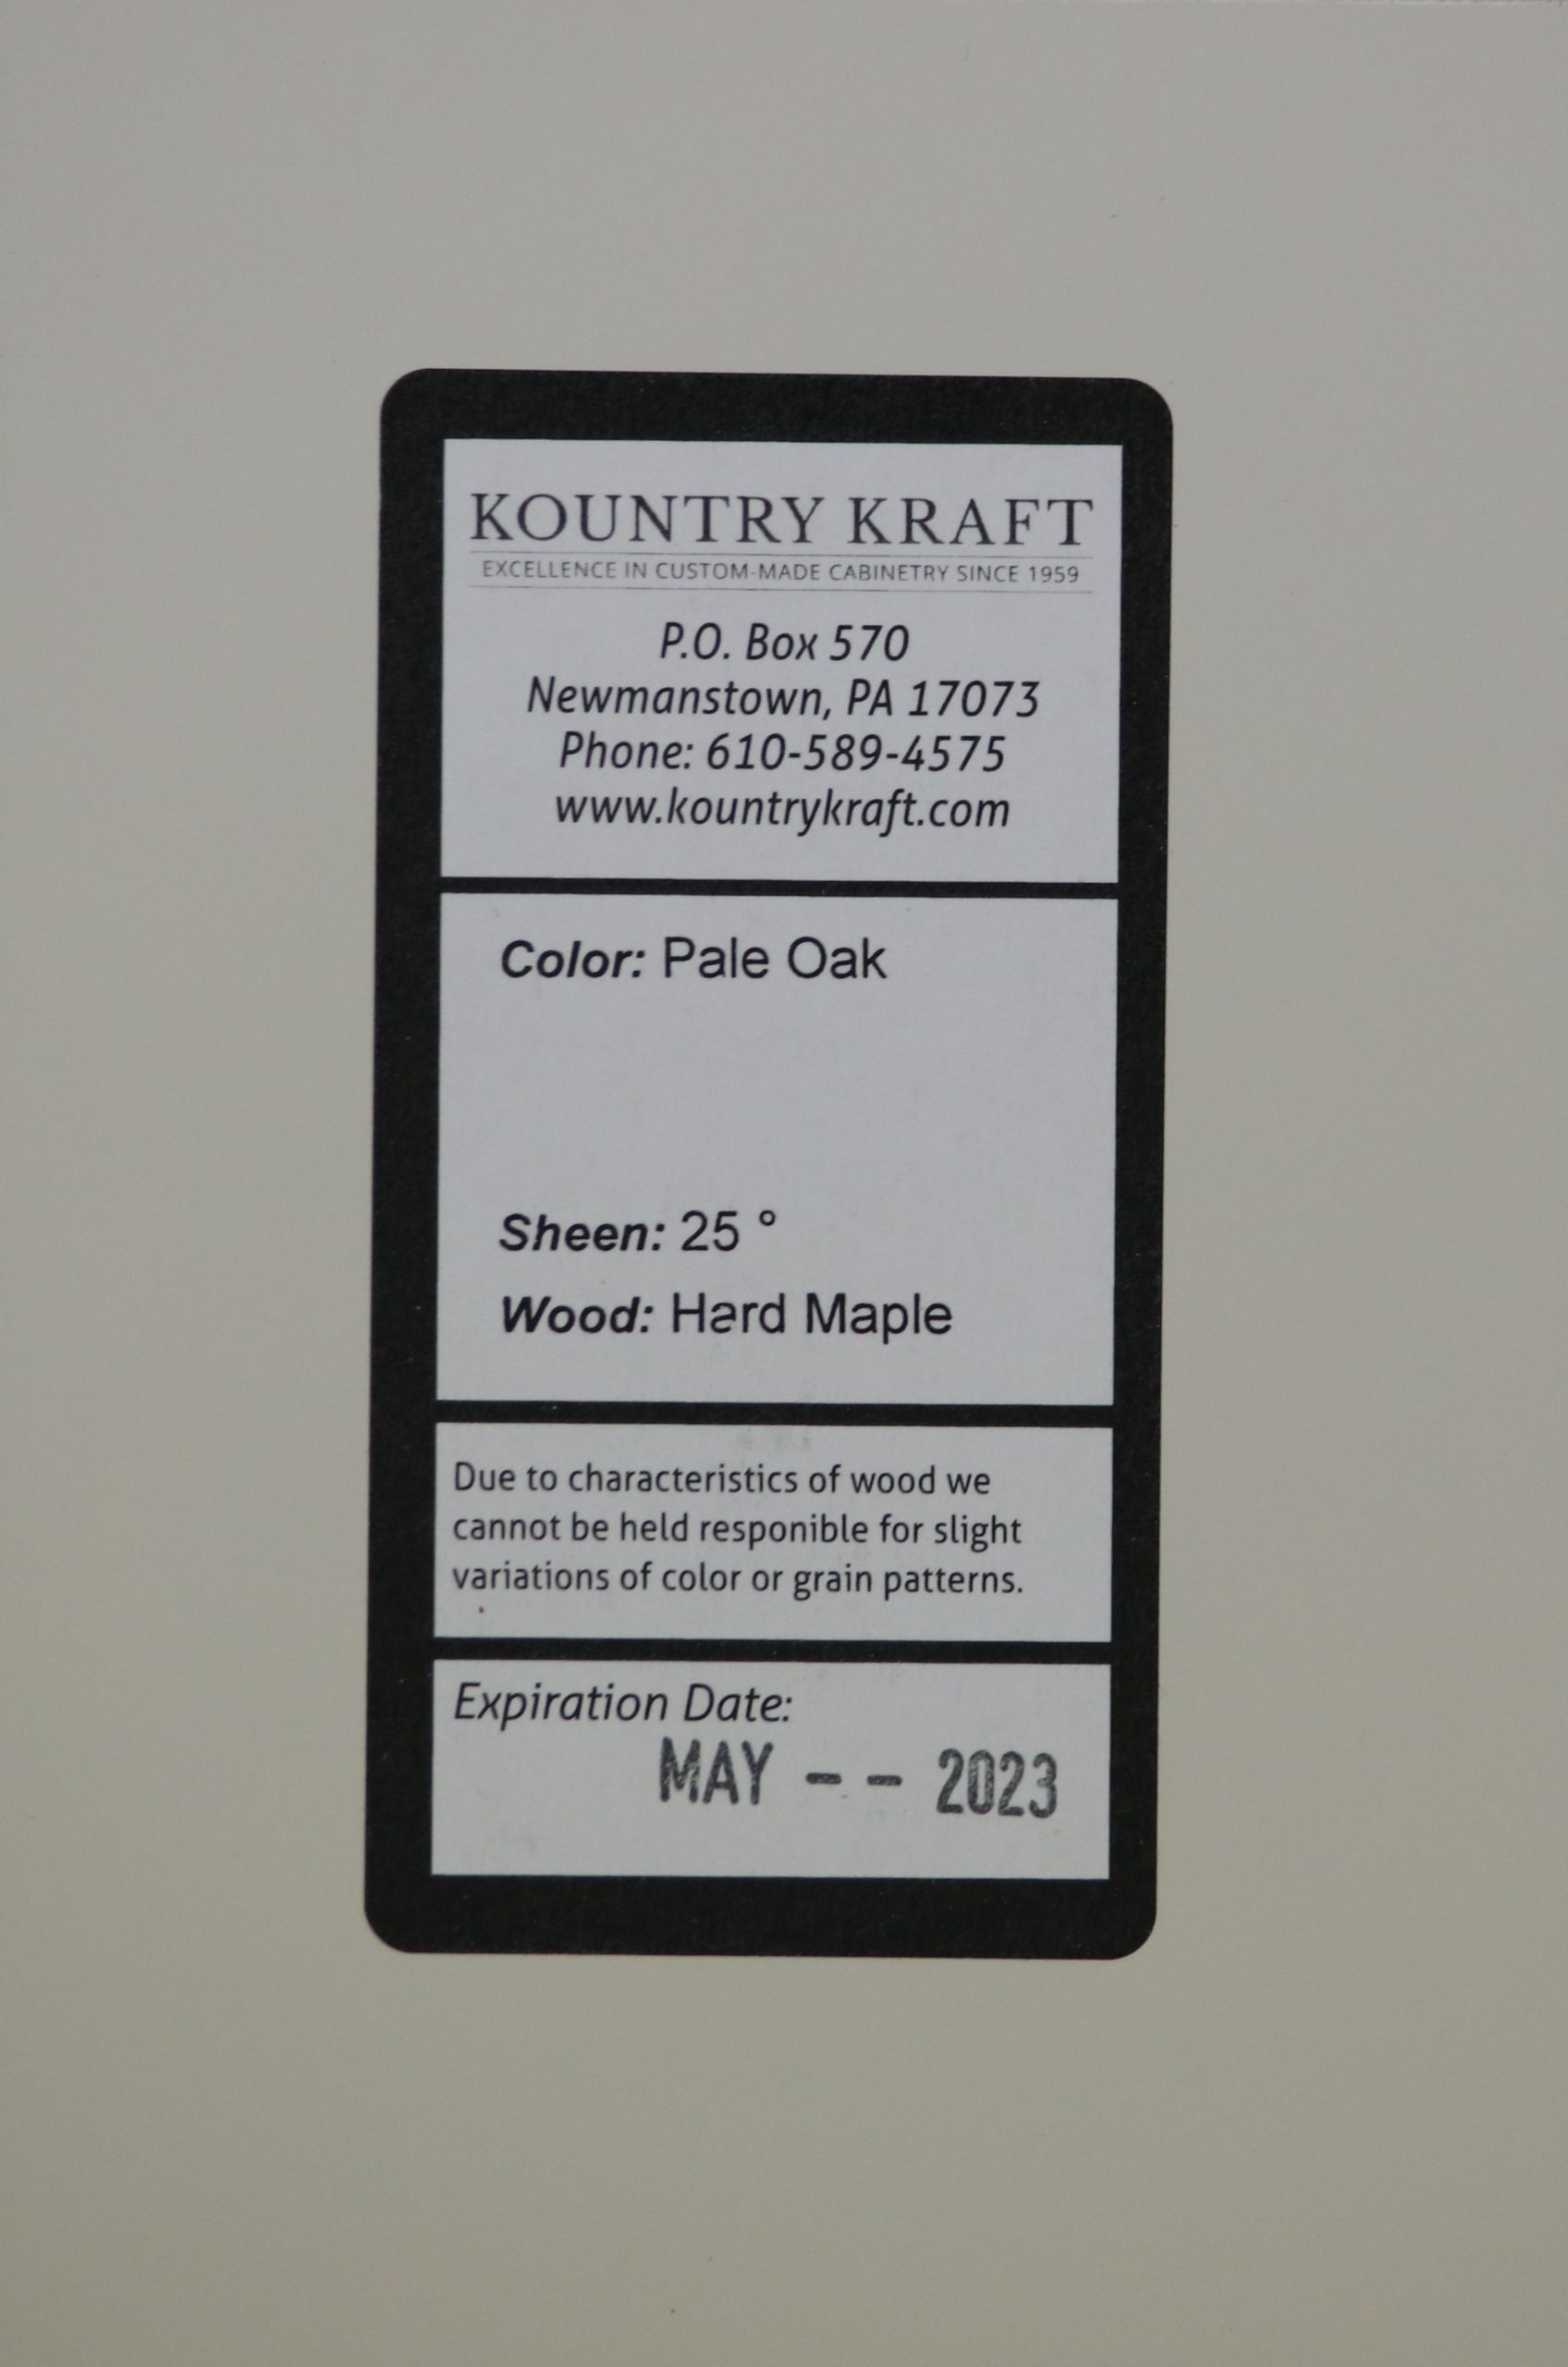 KOUNTRY KRAFT
EXCELLENCE IN CUSTOM-MADE CABINETRY SINCE 1959
P.O. Box 570
Newmanstown, PA 17073
Phone: 610-589-4575
www.kountrykraft.com
Color: Pale Oak
Sheen: 25 °
Wood: Hard Maple
Due to characteristics of wood we
cannot be held responible for slight
variations of color or grain patterns.
Expiration Date:
MAY -- 2023